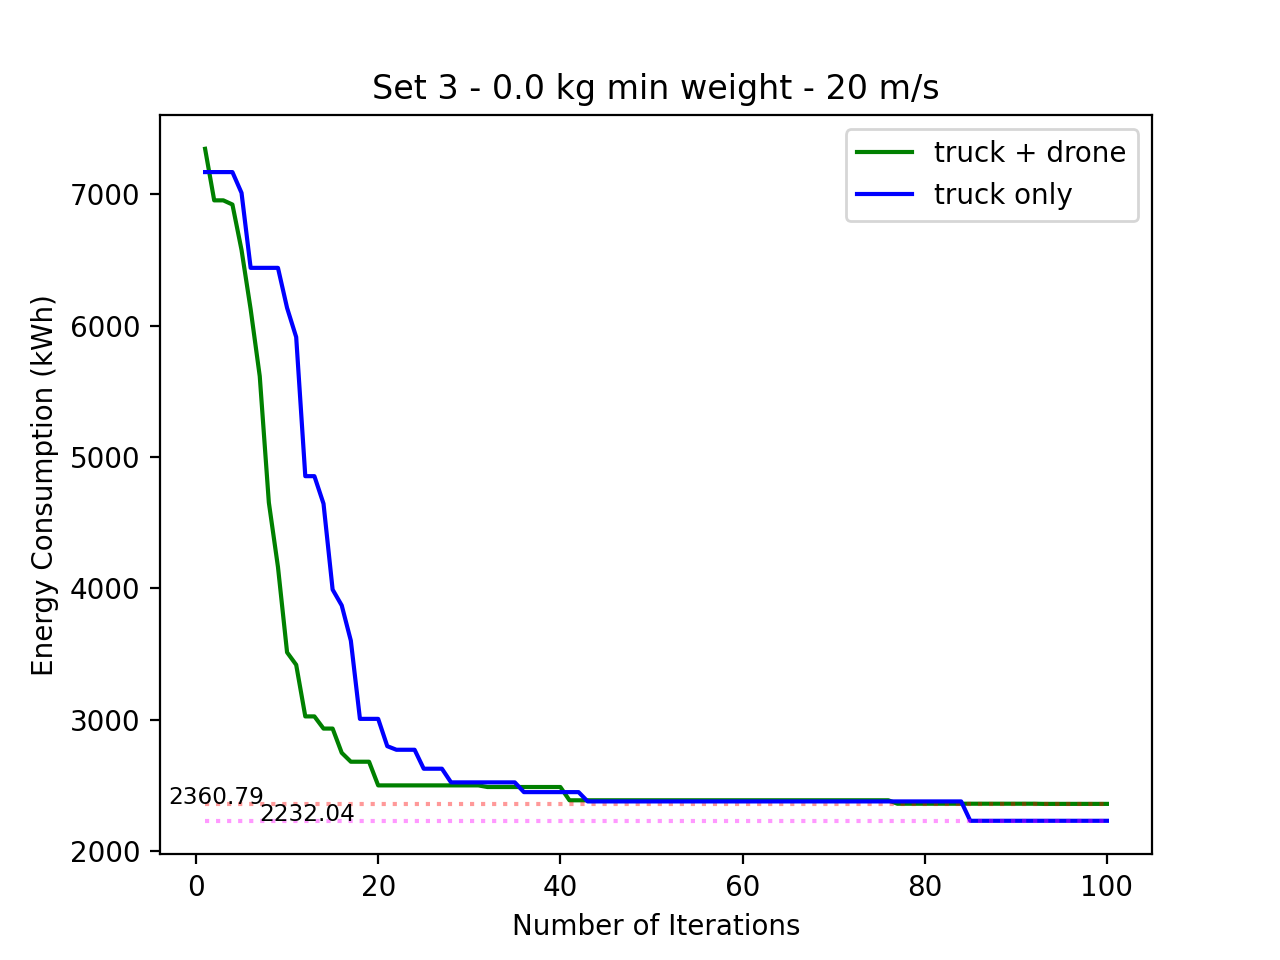 Set 3 - 0.0 kg min weight - 20 m/s
truck + drone
truck only
7000
6000
5000
4000
3000
2000
Energy Consumption (kWh)
2360.79
2232.04
0
20
40
60
80
100
Number of Iterations